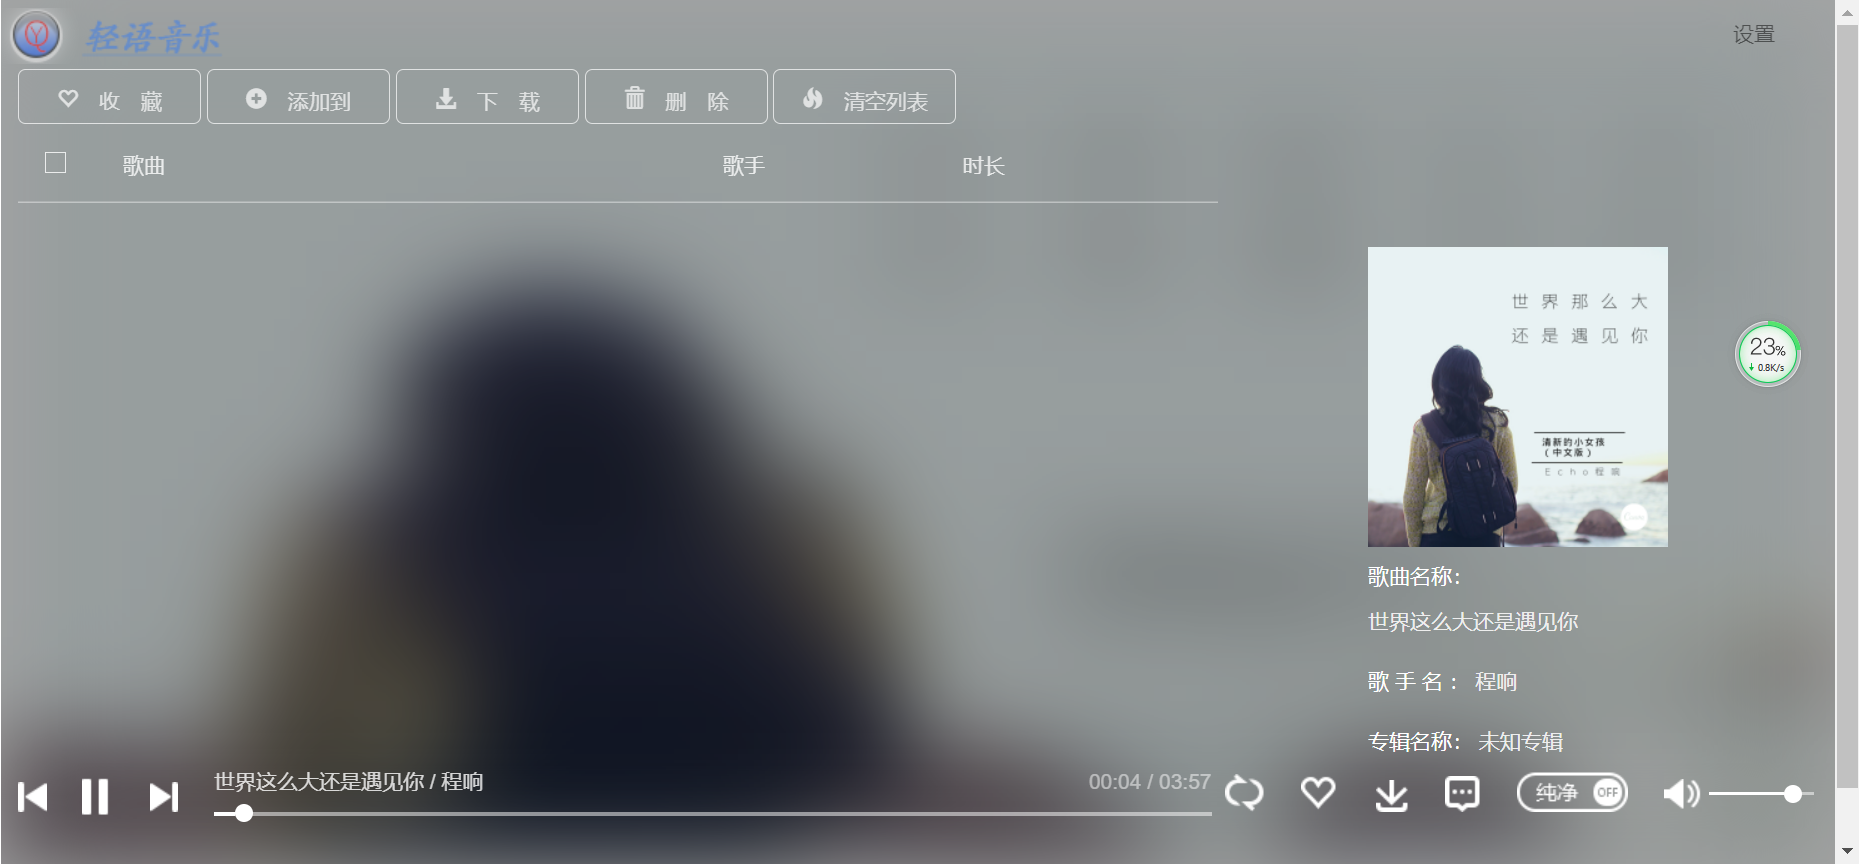 轻语音乐
设置
收 藏
添加到
下 载
删 除
清空列表
歌曲 歌手 时长
世界那么大
还是遇见你
清新的小女孩
(中文版)
Echo程响
23%
0.8K/s
歌曲名称:
世界这么大还是遇见你
歌 手 名 : 程响
专辑名称: 未知专辑
世界这么大还是遇见你 / 程响
00:04 / 03:57
纯净 OFF